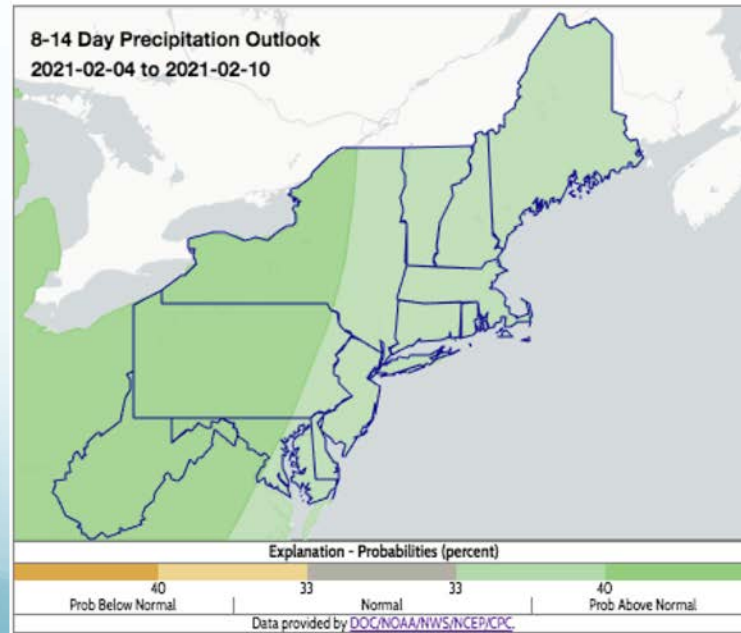 8-14 Day Precipitation Outlook
2021-02-04 to 2021-02-10
Explanation - Probabilities (percent)
40 33 33 40
Prob Below Normal | Normal | Prob Above Normal
Data provided by DOC/NOAA/NWS/NCEP/CPC.